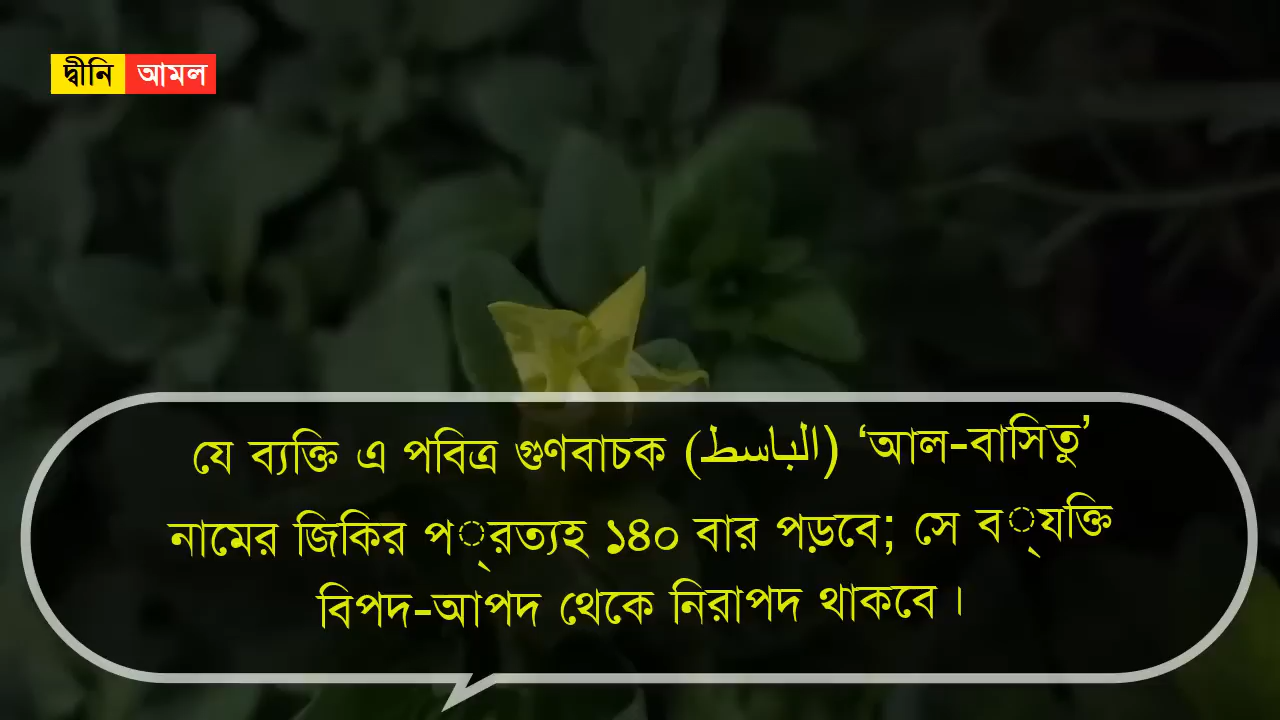 দ্বীনি আমল
যে ব্যক্তি এ পবিত্র গুণবাচক (الباسط) ‘আল-বাসিতু’
নামের জিকির প্রত্যহ ১৪০ বার পড়বে; সে ব্যক্তি
বিপদ-আপদ থেকে নিরাপদ থাকবে।